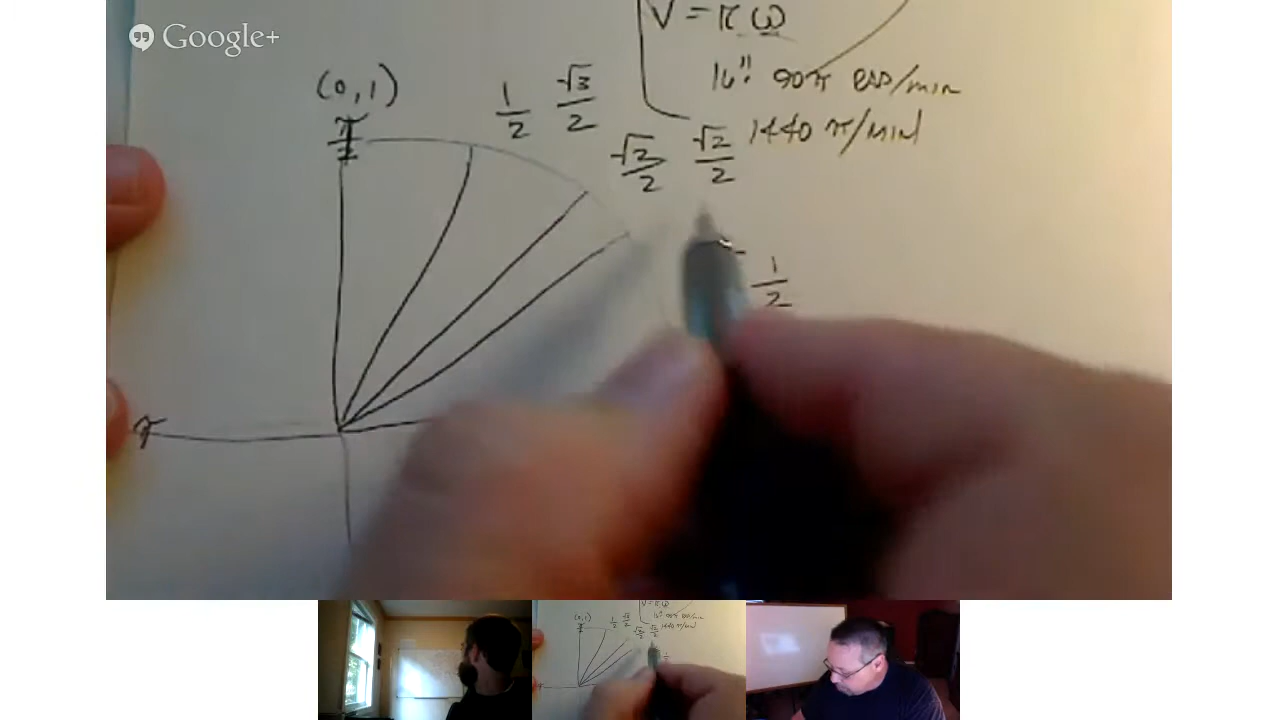 Google+
V = r ω
16" · 90π rad/min
1440 π/min
(0,1)
π/2
1/2 √3/2
√2/2 √2/2
1/2
π